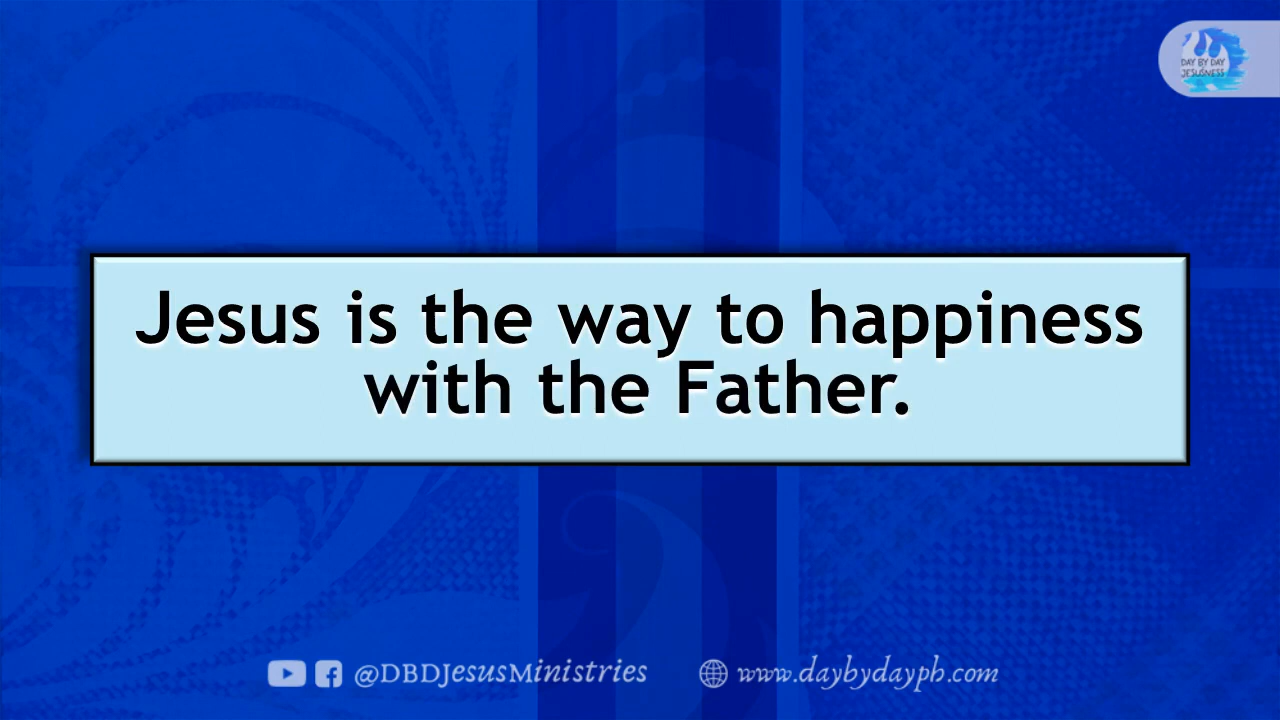 DAY BY DAY
JESUSNESS
Jesus is the way to happiness
with the Father.
@DBDJesusMinistries
www.daybydayph.com